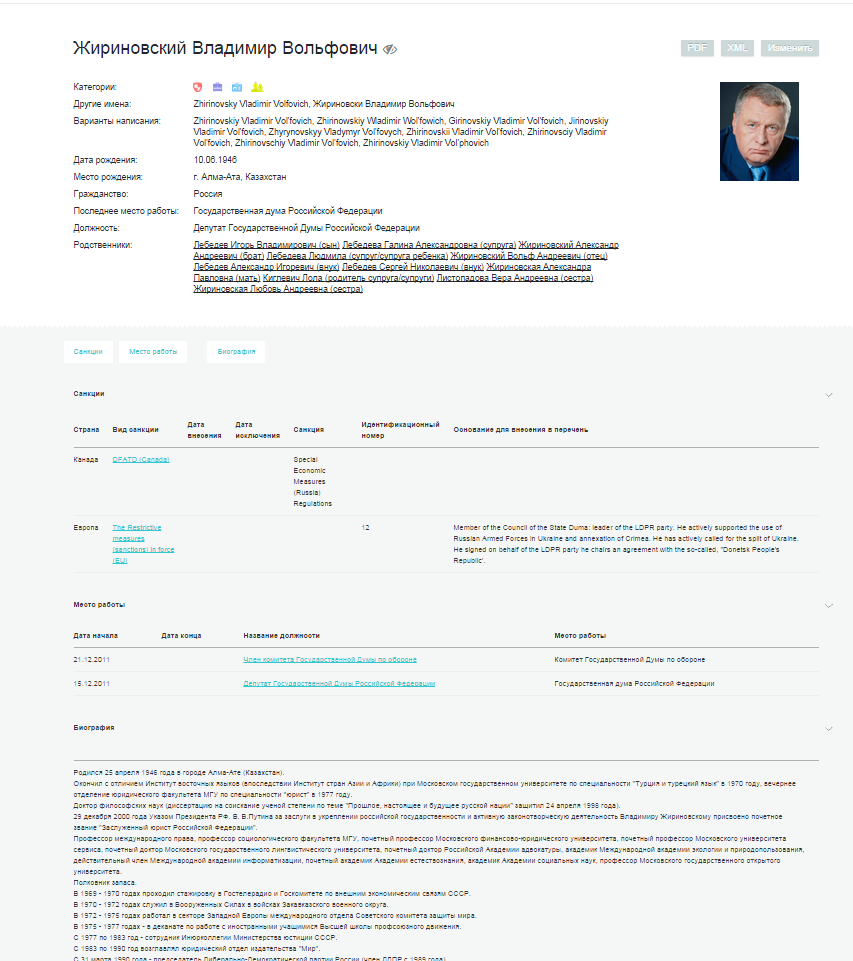 Жириновский Владимир Вольфович
PDF XML Изменить
Категории:
Другие имена: Zhirinovsky Vladimir Volfovich, Жириновски Владимир Вольфович
Варианты написания: Zhirinovskiy Vladimir Vol'fovich, Zhirinowskiy Wladimir Wol'fowich, Girinovskiy Vladimir Vol'fovich, Jirinovskiy
Vladimir Vol'fovich, Zhyrynovskyy Vladymyr Vol'fovych, Zhirinovskii Vladimir Vol'fovich, Zhirinovsciy Vladimir
Vol'fovich, Zhirinovschiy Vladimir Vol'fovich, Zhirinovskiy Vladimir Vol'phovich
Дата рождения: 10.06.1946
Место рождения: г. Алма-Ата, Казахстан
Гражданство: Россия
Последнее место работы: Государственная дума Российской Федерации
Должность: Депутат Государственной Думы Российской Федерации
Родственники: Лебедев Игорь Владимирович (сын) Лебедева Галина Александровна (супруга) Жириновский Александр
Андреевич (брат) Лебедева Людмила (супруг/супруга ребенка) Жириновский Вольф Андреевич (отец)
Лебедев Александр Игоревич (внук) Лебедев Сергей Николаевич (внук) Жириновская Александра
Павловна (мать) Киглевич Лола (родитель супруга/супруги) Листопадова Вера Андреевна (сестра)
Жириновская Любовь Андреевна (сестра)
Санкции Место работы Биография
Санкции
Страна Вид санкции Дата внесения Дата исключения Санкция Идентификационный номер Основание для внесения в перечень
Канада DFATD (Canada) Special
Economic
Measures
(Russia)
Regulations
Европа The Restrictive 12 Member of the Council of the State Duma; leader of the LDPR party. He actively supported the use of
measures Russian Armed Forces in Ukraine and annexation of Crimea. He has actively called for the split of Ukraine.
(sanctions) in force He signed on behalf of the LDPR party he chairs an agreement with the so-called, "Donetsk People's
(EU) Republic'.
Место работы
Дата начала Дата конца Название должности Место работы
21.12.2011 Член комитета Государственной Думы по обороне Комитет Государственной Думы по обороне
15.12.2011 Депутат Государственной Думы Российской Федерации Государственная дума Российской Федерации
Биография
Родился 25 апреля 1946 года в городе Алма-Ате (Казахстан).
Окончил с отличием Институт восточных языков (впоследствии Институт стран Азии и Африки) при Московском государственном университете по специальности "Турция и турецкий язык" в 1970 году, вечернее
отделение юридического факультета МГУ по специальности "юрист" в 1977 году.
Доктор философских наук (диссертацию на соискание ученой степени по теме "Прошлое, настоящее и будущее русской нации" защитил 24 апреля 1998 года).
29 декабря 2000 года Указом Президента РФ. В. В.Путина за заслуги в укреплении российской государственности и активную законотворческую деятельность Владимиру Жириновскому присвоено почетное
звание "Заслуженный юрист Российской Федерации".
Профессор международного права, профессор социологического факультета МГУ, почетный профессор Московского финансово-юридического университета, почетный профессор Московского университета
сервиса, почетный доктор Московского государственного лингвистического университета, почетный доктор Российской Академии адвокатуры, академик Международной академии экологии и природопользования,
действительный член Международной академии информатизации, почетный академик Академии естествознания, академик Академии социальных наук, профессор Московского государственного открытого
университета.
Полковник запаса.
В 1969 - 1970 годах проходил стажировку в Гостелерадио и Госкомитете по внешним экономическим связям СССР.
В 1970 - 1972 годах служил в Вооруженных Силах в войсках Закавказского военного округа.
В 1972 - 1975 годах работал в секторе Западной Европы международного отдела Советского комитета защиты мира.
В 1975 - 1977 годах - в деканате по работе с иностранными учащимися Высшей школы профсоюзного движения.
С 1977 по 1983 год - сотрудник Инюрколлегии Министерства юстиции СССР.
С 1983 по 1990 год возглавлял юридический отдел издательства "Мир".
С 31 марта 1990 года - председатель Либерально-Демократической партии России (член ЛДПР с 1989 года).